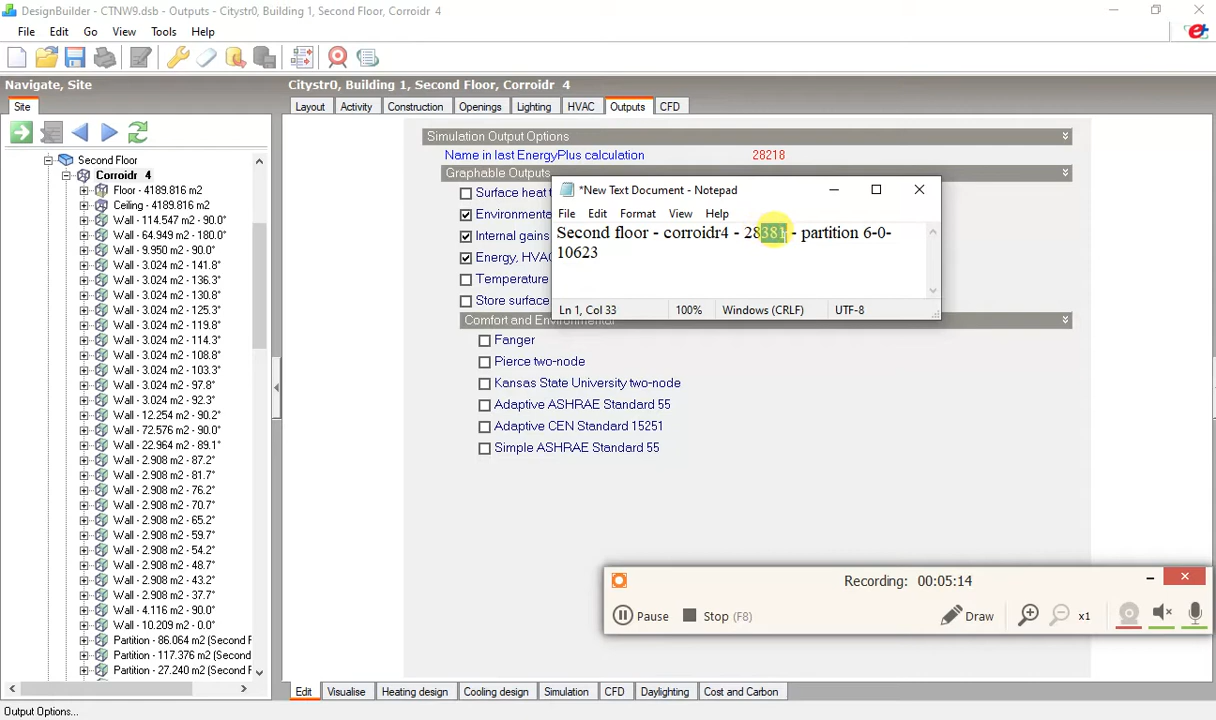 DesignBuilder - CTNW9.dsb - Outputs - Citystr0, Building 1, Second Floor, Corroidr 4
File Edit Go View Tools Help
Navigate, Site
Citystr0, Building 1, Second Floor, Corroidr 4
Site
Layout Activity Construction Openings Lighting HVAC Outputs CFD
Second Floor
Corroidr 4
Floor - 4189.816 m2
Ceiling - 4189.816 m2
Wall - 114.547 m2 - 90.0°
Wall - 64.949 m2 - 180.0°
Wall - 9.950 m2 - 90.0°
Wall - 3.024 m2 - 141.8°
Wall - 3.024 m2 - 136.3°
Wall - 3.024 m2 - 130.8°
Wall - 3.024 m2 - 125.3°
Wall - 3.024 m2 - 119.8°
Wall - 3.024 m2 - 114.3°
Wall - 3.024 m2 - 108.8°
Wall - 3.024 m2 - 103.3°
Wall - 3.024 m2 - 97.8°
Wall - 3.024 m2 - 92.3°
Wall - 12.254 m2 - 90.2°
Wall - 72.576 m2 - 90.0°
Wall - 22.964 m2 - 89.1°
Wall - 2.908 m2 - 87.2°
Wall - 2.908 m2 - 81.7°
Wall - 2.908 m2 - 76.2°
Wall - 2.908 m2 - 70.7°
Wall - 2.908 m2 - 65.2°
Wall - 2.908 m2 - 59.7°
Wall - 2.908 m2 - 54.2°
Wall - 2.908 m2 - 48.7°
Wall - 2.908 m2 - 43.2°
Wall - 2.908 m2 - 37.7°
Wall - 4.116 m2 - 90.0°
Wall - 10.209 m2 - 0.0°
Partition - 86.064 m2 (Second F
Partition - 117.376 m2 (Second
Partition - 27.240 m2 (Second F
Simulation Output Options
Name in last EnergyPlus calculation 28218
Graphable Outputs
Surface heat t
Environmenta
Internal gains
Energy, HVAC
Temperature
Store surface
Comfort and Environmental
Fanger
Pierce two-node
Kansas State University two-node
Adaptive ASHRAE Standard 55
Adaptive CEN Standard 15251
Simple ASHRAE Standard 55
*New Text Document - Notepad
File Edit Format View Help
Second floor - corroidr4 - 28381 - partition 6-0-
10623
Ln 1, Col 33 100% Windows (CRLF) UTF-8
Recording: 00:05:14
Pause Stop (F8) Draw x1
Edit Visualise Heating design Cooling design Simulation CFD Daylighting Cost and Carbon
Output Options...